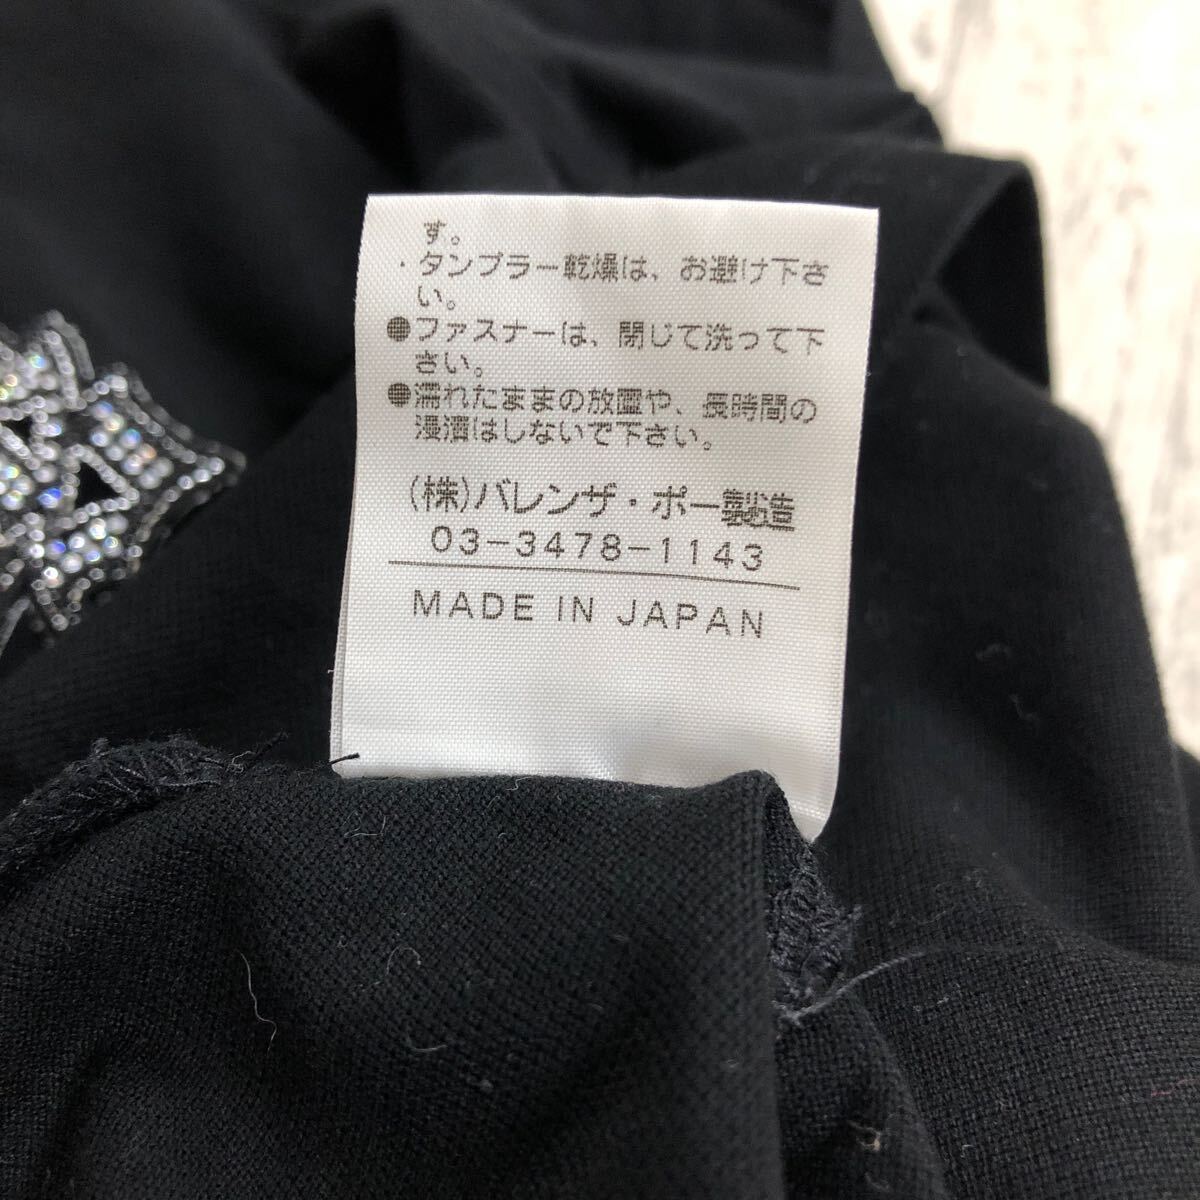 す。
・タンブラー乾燥は、お避け下さ
い。
●ファスナーは、閉じて洗って下
さい。
●濡れたままの放置や、長時間の
浸漬はしないで下さい。
(株)バレンザ・ポー製造
03-3478-1143
MADE IN JAPAN